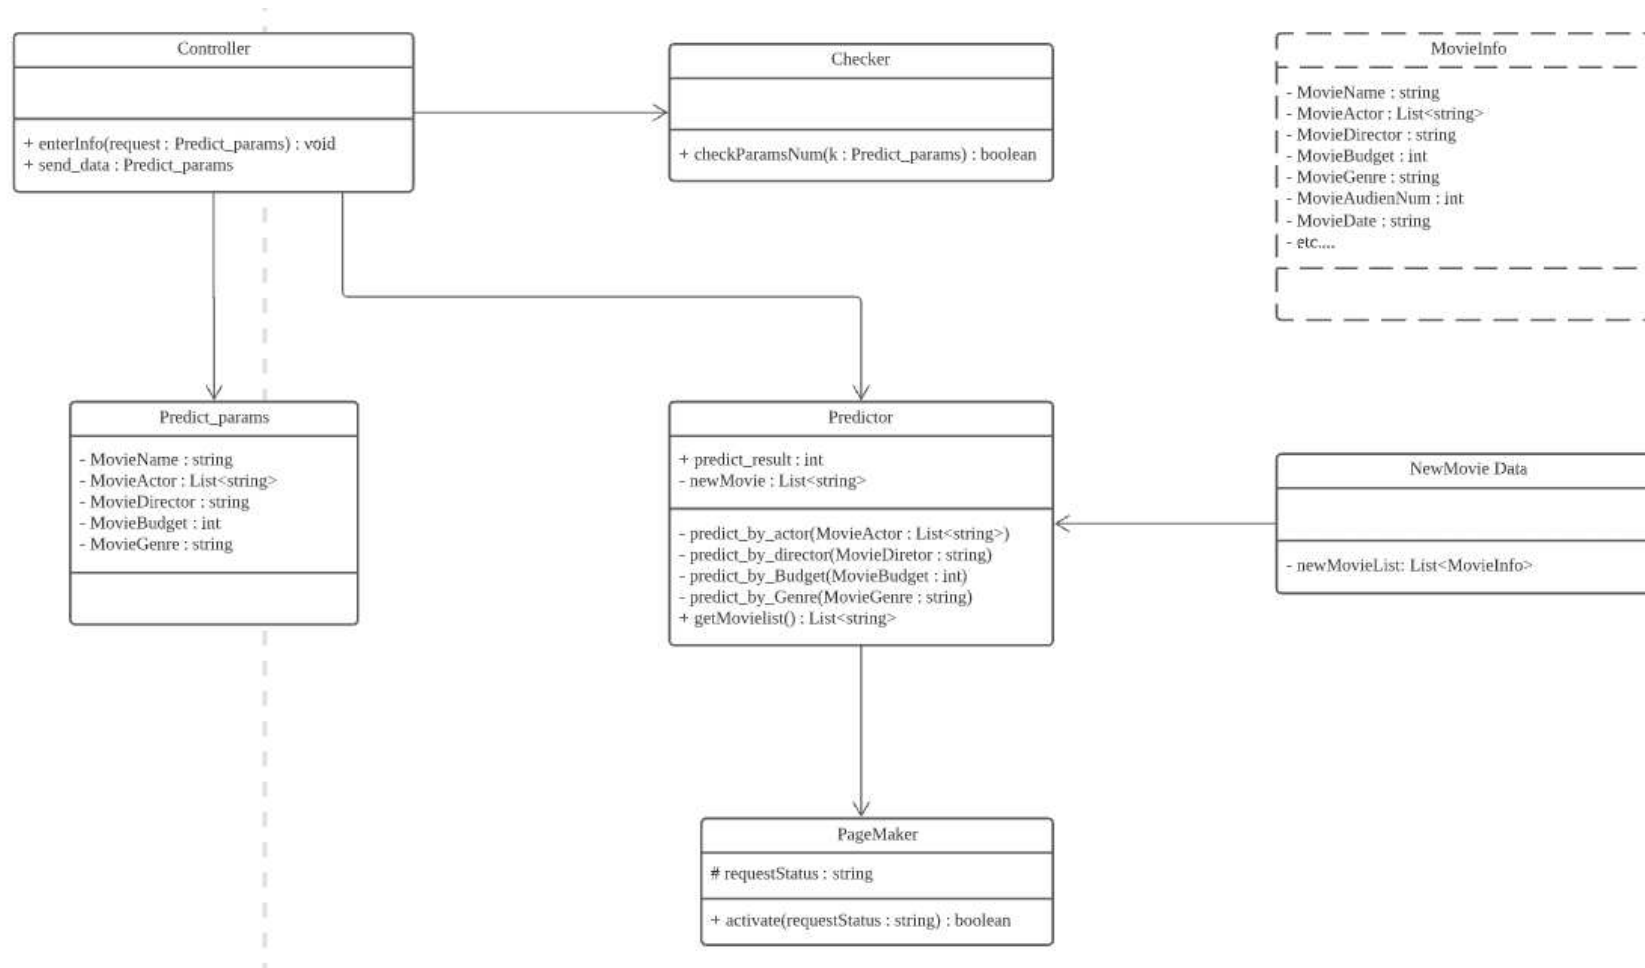 Controller
+ enterInfo(request : Predict_params) : void
+ send_data : Predict_params
Checker
+ checkParamsNum(k : Predict_params) : boolean
MovieInfo
- MovieName : string
- MovieActor : List<string>
- MovieDirector : string
- MovieBudget : int
- MovieGenre : string
- MovieAudienNum : int
- MovieDate : string
- etc....
Predict_params
- MovieName : string
- MovieActor : List<string>
- MovieDirector : string
- MovieBudget : int
- MovieGenre : string
Predictor
+ predict_result : int
- newMovie : List<string>
- predict_by_actor(MovieActor : List<string>)
- predict_by_director(MovieDiretor : string)
- predict_by_Budget(MovieBudget : int)
- predict_by_Genre(MovieGenre : string)
+ getMovielist() : List<string>
NewMovie Data
- newMovieList: List<MovieInfo>
PageMaker
# requestStatus : string
+ activate(requestStatus : string) : boolean